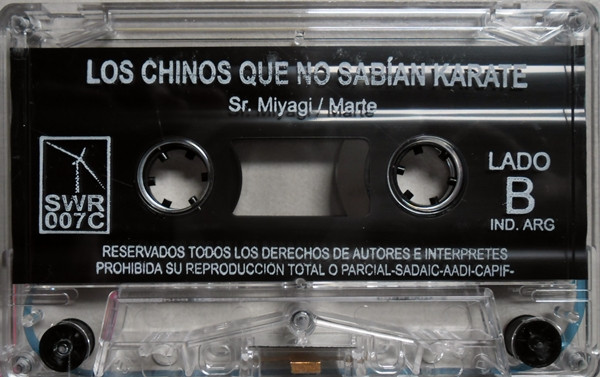 LOS CHINOS QUE NO SABÍAN KARATE
Sr. Miyagi / Marte
SWR
007C
LADO
B
IND. ARG
RESERVADOS TODOS LOS DERECHOS DE AUTORES E INTERPRETES
PROHIBIDA SU REPRODUCCION TOTAL O PARCIAL-SADAIC-AADI-CAPIF-